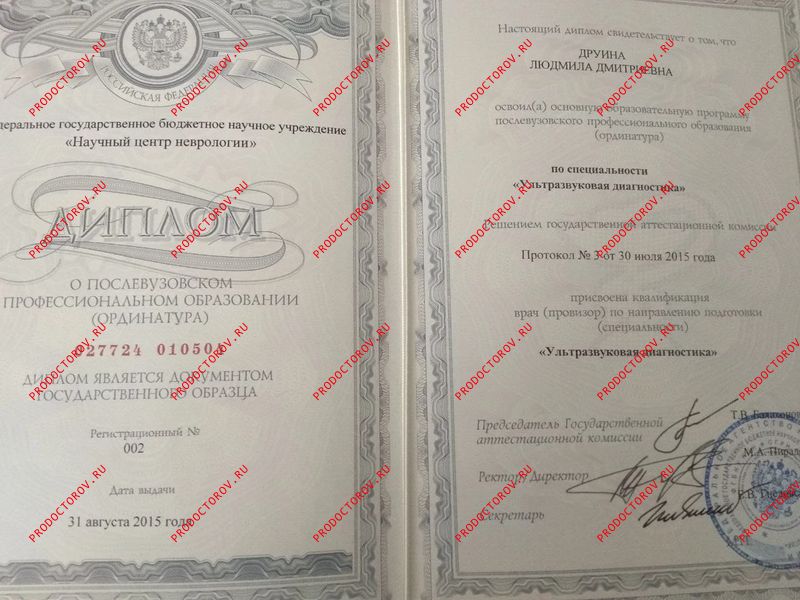 РОССИЙСКАЯ ФЕДЕРАЦИЯ
деральное государственное бюджетное научное учреждение
«Научный центр неврологии»
ДИПЛОМ
О ПОСЛЕВУЗОВСКОМ
ПРОФЕССИОНАЛЬНОМ ОБРАЗОВАНИИ
(ОРДИНАТУРА)
ДИПЛОМ ЯВЛЯЕТСЯ ДОКУМЕНТОМ
ГОСУДАРСТВЕННОГО ОБРАЗЦА
Регистрационный №
002
Дата выдачи
31 августа 2015 года
Настоящий диплом свидетельствует о том, что
ДРУИНА
ЛЮДМИЛА ДМИТРИЕВНА
освоил(а) основную образовательную программу
послевузовского профессионального образования
(ординатура)
по специальности
«Ультразвуковая диагностика»
Решением государственной аттестационной комиссии
Протокол № 3 от 30 июля 2015 года
присвоена квалификация
врач (провизор) по направлению подготовки
(специальности)
«Ультразвуковая диагностика»
Председатель Государственной
аттестационной комиссии
Т.В.
Ректор/Директор
М.А. Пирад
Секретарь
Е.В.
PRODOCTOROV.RU